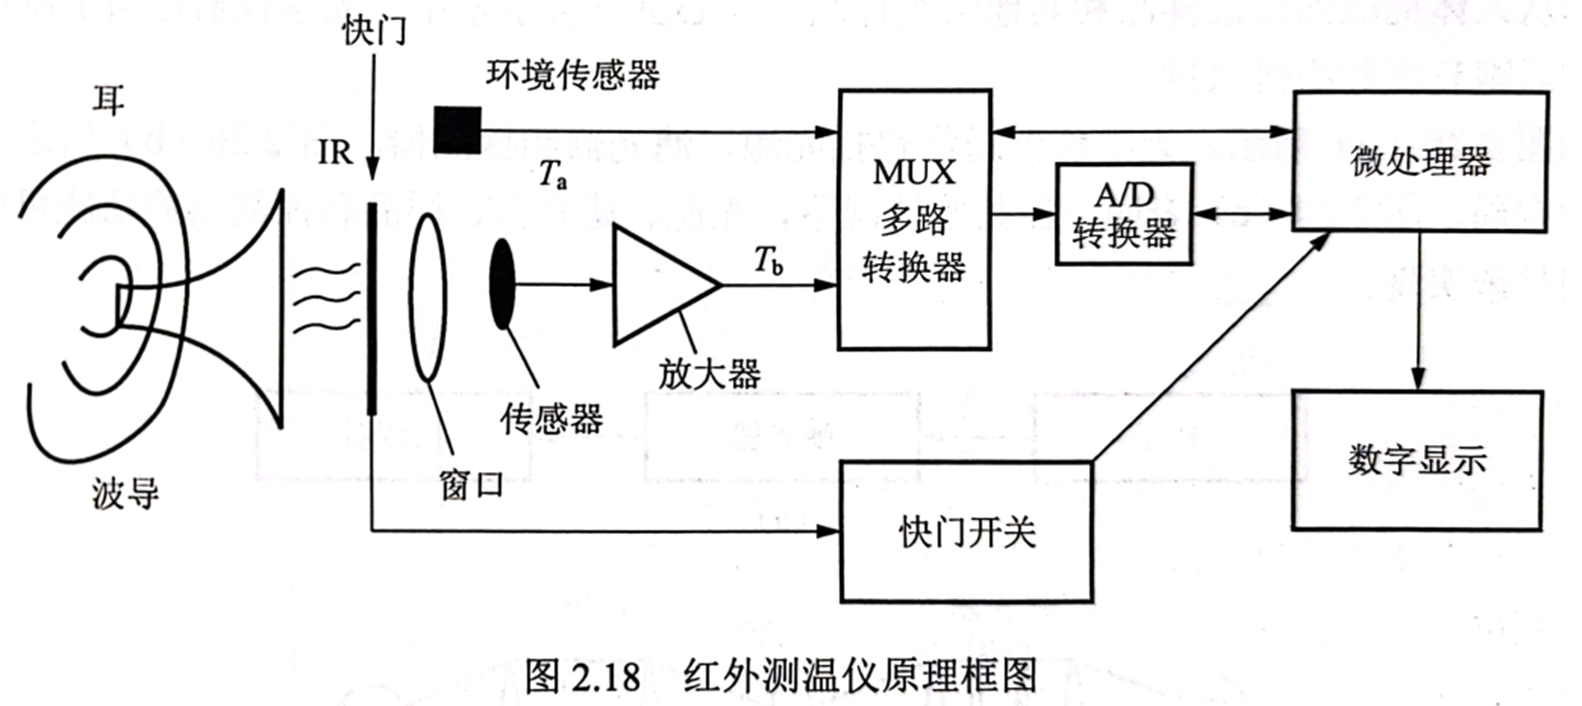 快门
耳
环境传感器
IR
Ta
MUX
多路
转换器
A/D
转换器
微处理器
Tb
放大器
传感器
窗口
波导
快门开关
数字显示
图 2.18 红外测温仪原理框图